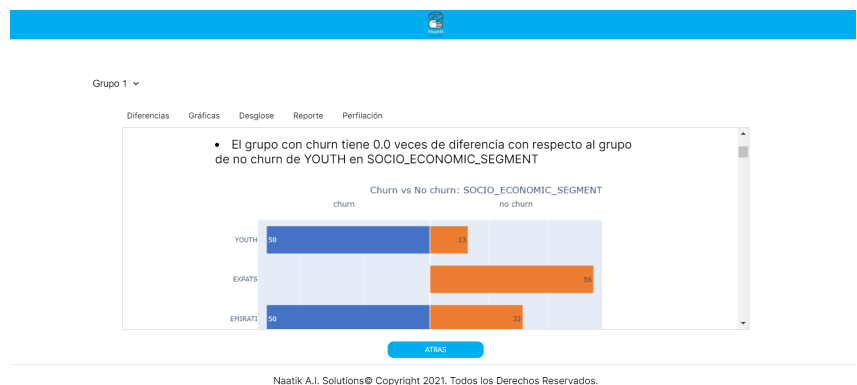 Naatik
Grupo 1
Diferencias Gráficas Desglose Reporte Perfilación
• El grupo con churn tiene 0.0 veces de diferencia con respecto al grupo
de no churn de YOUTH en SOCIO_ECONOMIC_SEGMENT
Churn vs No churn: SOCIO_ECONOMIC_SEGMENT
churn no churn
YOUTH 50 13
EXPATS 56
EMIRATI 50 32
ATRAS
Naatik A.I. Solutions© Copyright 2021. Todos los Derechos Reservados.